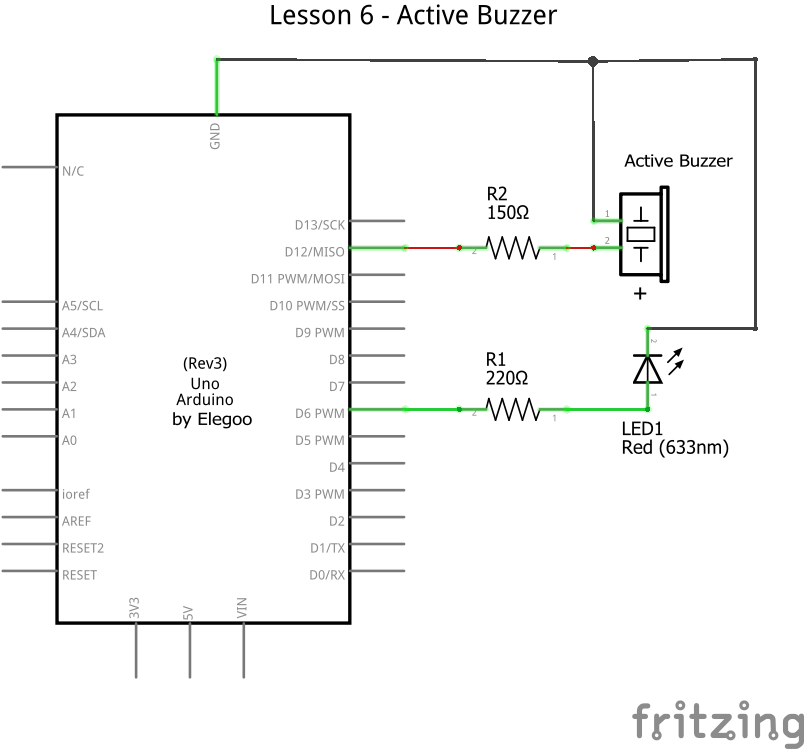 Lesson 6 - Active Buzzer
GND
N/C
D13/SCK
D12/MISO
D11 PWM/MOSI
D10 PWM/SS
D9 PWM
D8
D7
D6 PWM
D5 PWM
D4
D3 PWM
D2
D1/TX
D0/RX
A5/SCL
A4/SDA
A3
A2
A1
A0
ioref
AREF
RESET2
RESET
(Rev3)
Uno
Arduino
by Elegoo
3V3
5V
VIN
R2
150Ω
2
1
Active Buzzer
1
2
+
R1
220Ω
2
1
2
1
LED1
Red (633nm)
fritzing